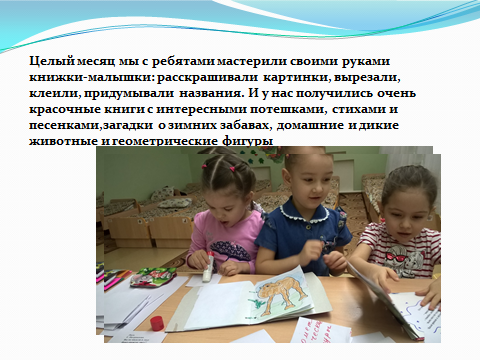 Целый месяц мы с ребятами мастерили своими руками
книжки-малышки: расскрашивали картинки, вырезали,
клеили, придумывали названия. И у нас получились очень
красочные книги с интересными потешками, стихами и
песенками,загадки о зимних забавах, домашние и дикие
животные и геометрические фигуры